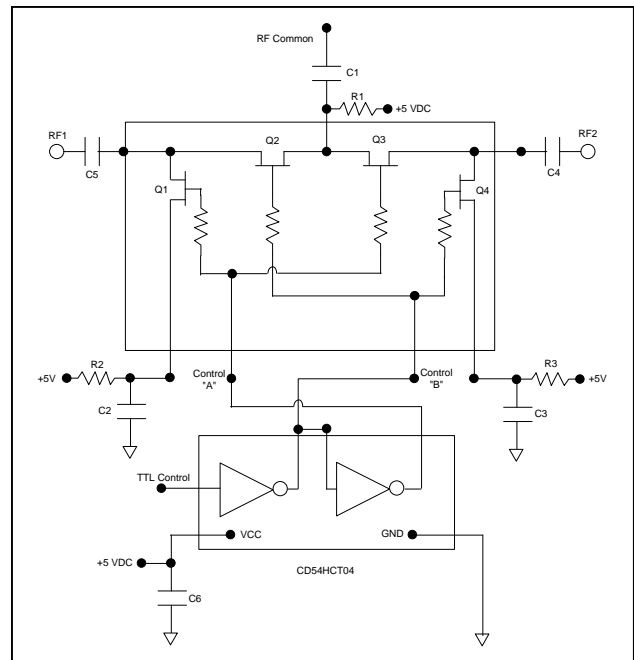 RF Common
C1
R1
+5 VDC
RF1
RF2
Q2
Q3
C5
C4
Q1
Q4
R2
R3
+5V
Control
"A"
Control
"B"
+5V
C2
C3
TTL Control
VCC
GND
+5 VDC
CD54HCT04
C6